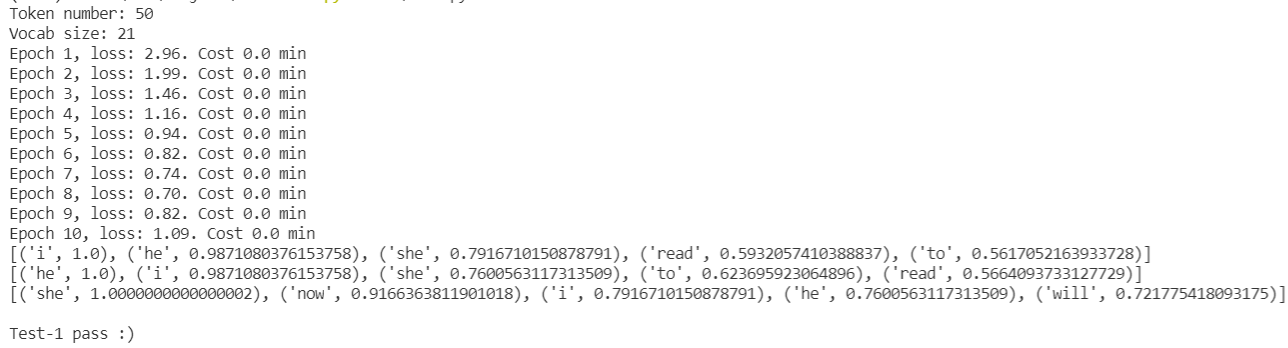 Token number: 50
Vocab size: 21
Epoch 1, loss: 2.96. Cost 0.0 min
Epoch 2, loss: 1.99. Cost 0.0 min
Epoch 3, loss: 1.46. Cost 0.0 min
Epoch 4, loss: 1.16. Cost 0.0 min
Epoch 5, loss: 0.94. Cost 0.0 min
Epoch 6, loss: 0.82. Cost 0.0 min
Epoch 7, loss: 0.74. Cost 0.0 min
Epoch 8, loss: 0.70. Cost 0.0 min
Epoch 9, loss: 0.82. Cost 0.0 min
Epoch 10, loss: 1.09. Cost 0.0 min
[('i', 1.0), ('he', 0.9871080376153758), ('she', 0.7916710150878791), ('read', 0.5932057410388837), ('to', 0.5617052163933728)]
[('he', 1.0), ('i', 0.9871080376153758), ('she', 0.7600563117313509), ('to', 0.623695923064896), ('read', 0.5664093733127729)]
[('she', 1.0000000000000002), ('now', 0.9166363811901018), ('i', 0.7916710150878791), ('he', 0.7600563117313509), ('will', 0.721775418093175)]
Test-1 pass :)